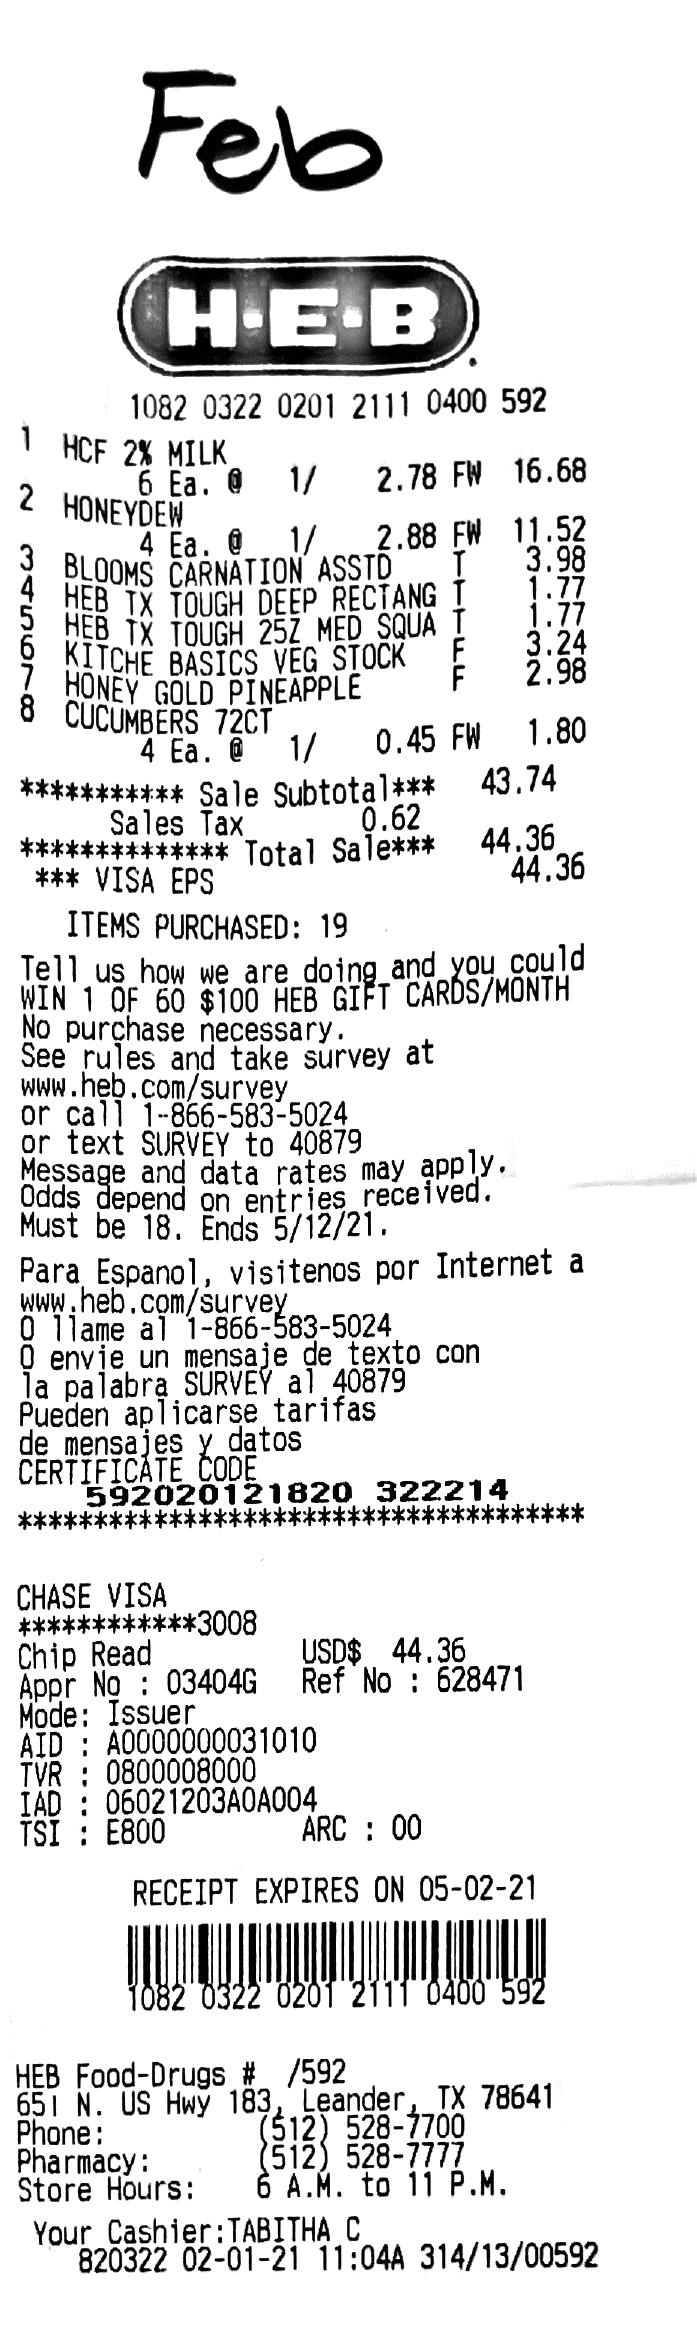 Feb
H·E·B
1082 0322 0201 2111 0400 592
1 HCF 2% MILK
6 Ea. @ 1/ 2.78 FW 16.68
2 HONEYDEW
4 Ea. @ 1/ 2.88 FW 11.52
3 BLOOMS CARNATION ASSTD T 3.98
4 HEB TX TOUGH DEEP RECTANG T 1.77
5 HEB TX TOUGH 25Z MED SQUA T 1.77
6 KITCHE BASICS VEG STOCK F 3.24
7 HONEY GOLD PINEAPPLE F 2.98
8 CUCUMBERS 72CT
4 Ea. @ 1/ 0.45 FW 1.80
*********** Sale Subtotal*** 43.74
Sales Tax 0.62
************** Total Sale*** 44.36
*** VISA EPS 44.36
ITEMS PURCHASED: 19
Tell us how we are doing and you could
WIN 1 OF 60 $100 HEB GIFT CARDS/MONTH
No purchase necessary.
See rules and take survey at
www.heb.com/survey
or call 1-866-583-5024
or text SURVEY to 40879
Message and data rates may apply.
Odds depend on entries received.
Must be 18. Ends 5/12/21.
Para Espanol, visitenos por Internet a
www.heb.com/survey
O llame al 1-866-583-5024
O envie un mensaje de texto con
la palabra SURVEY al 40879
Pueden aplicarse tarifas
de mensajes y datos
CERTIFICATE CODE
592020121820 322214
**************************************
CHASE VISA
************3008
Chip Read USD$ 44.36
Appr No : 03404G Ref No : 628471
Mode: Issuer
AID : A0000000031010
TVR : 0800008000
IAD : 06021203A0A004
TSI : E800 ARC : 00
RECEIPT EXPIRES ON 05-02-21
1082 0322 0201 2111 0400 592
HEB Food-Drugs # /592
651 N. US Hwy 183, Leander, TX 78641
Phone: (512) 528-7700
Pharmacy: (512) 528-7777
Store Hours: 6 A.M. to 11 P.M.
Your Cashier:TABITHA C
820322 02-01-21 11:04A 314/13/00592